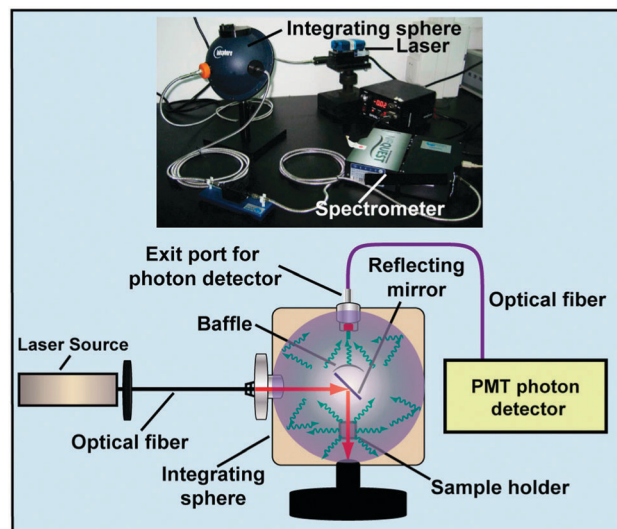 Integrating sphere
Laser
QUEST
Spectrometer
Exit port for
photon detector
Reflecting
mirror
Optical fiber
Baffle
Laser Source
PMT photon
detector
Optical fiber
Integrating
sphere
Sample holder